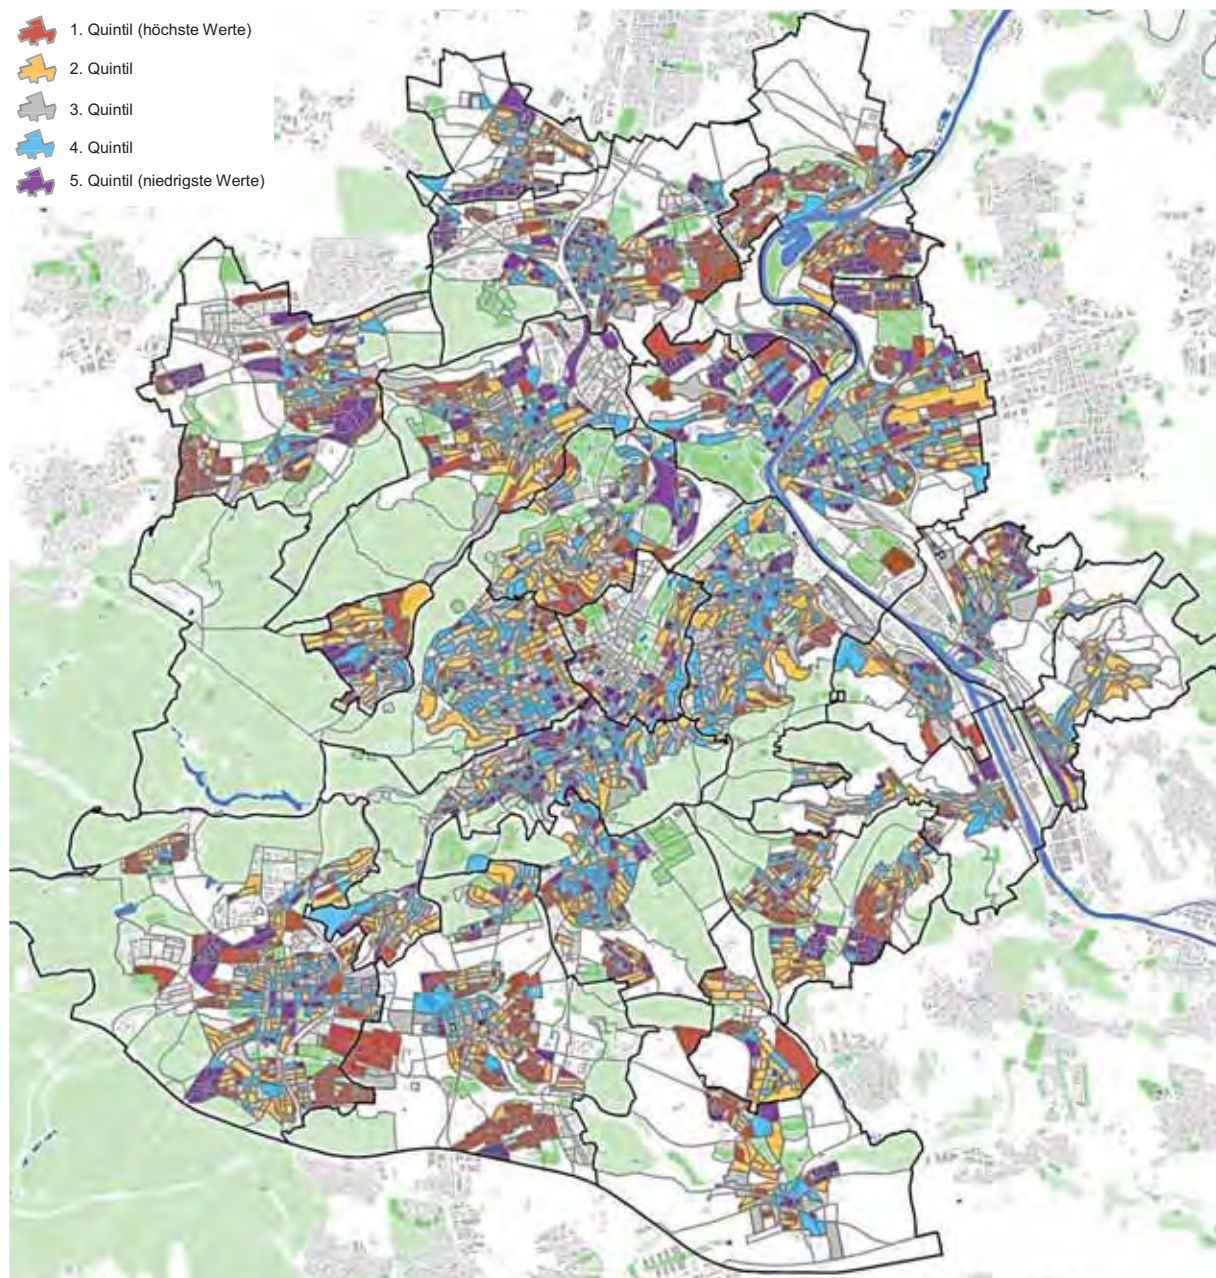 1. Quintil (höchste Werte)
2. Quintil
3. Quintil
4. Quintil
5. Quintil (niedrigste Werte)